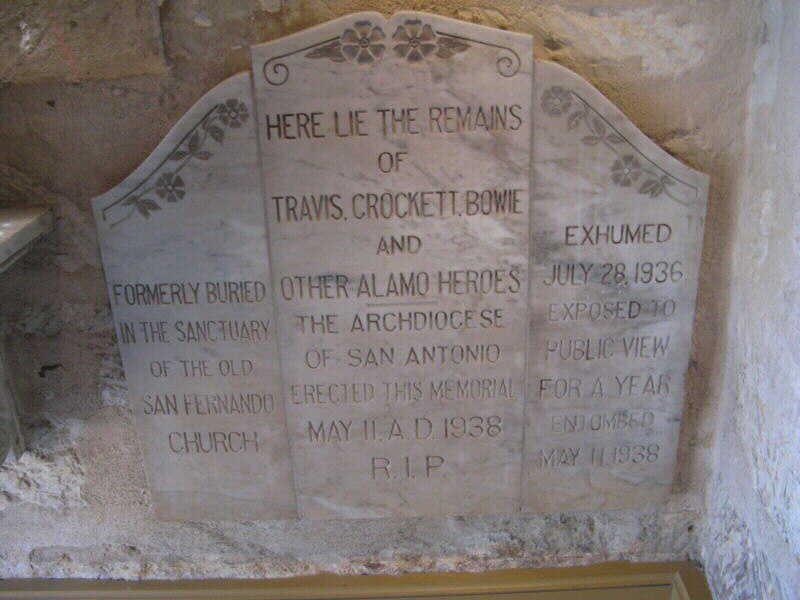 HERE LIE THE REMAINS
OF
TRAVIS, CROCKETT, BOWIE
AND
OTHER ALAMO HEROES
THE ARCHDIOCESE
OF SAN ANTONIO
ERECTED THIS MEMORIAL
MAY 11, A.D. 1938
R.I.P.
FORMERLY BURIED
IN THE SANCTUARY
OF THE OLD
SAN FERNANDO
CHURCH
EXHUMED
JULY 28, 1936
EXPOSED TO
PUBLIC VIEW
FOR A YEAR
ENTOMBED
MAY 11, 1938